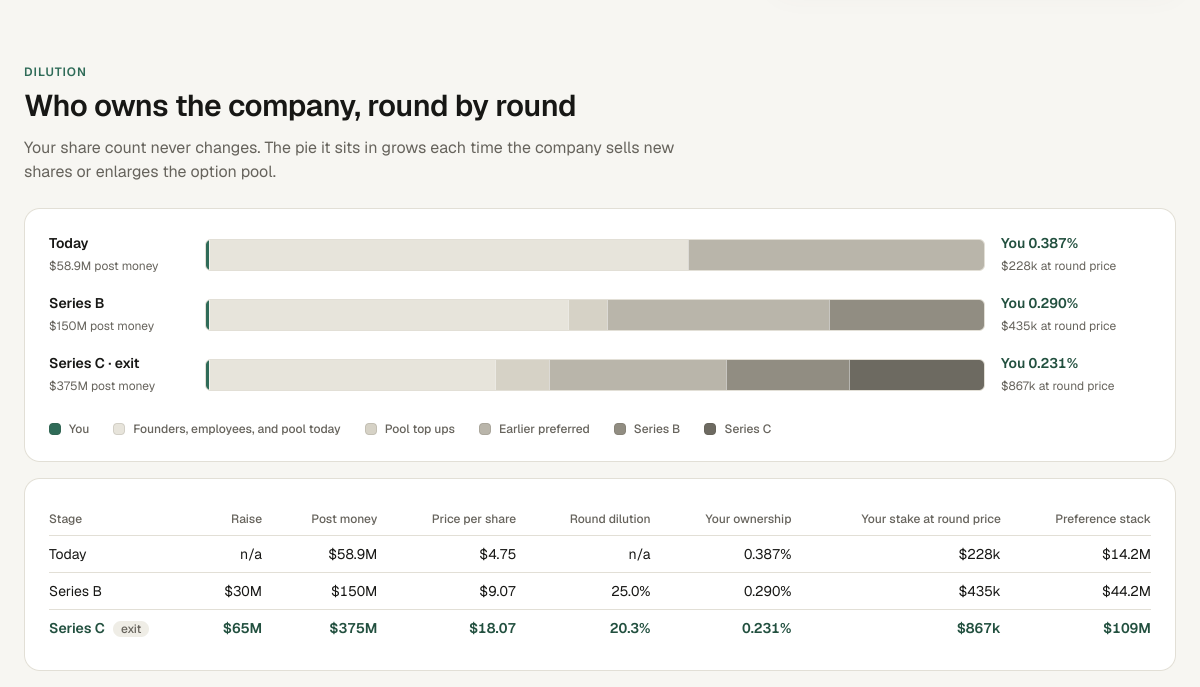 DILUTION
Who owns the company, round by round
Your share count never changes. The pie it sits in grows each time the company sells new
shares or enlarges the option pool.
Today
$58.9M post money
You 0.387%
$228k at round price
Series B
$150M post money
You 0.290%
$435k at round price
Series C · exit
$375M post money
You 0.231%
$867k at round price
You Founders, employees, and pool today Pool top ups Earlier preferred Series B Series C
Stage Raise Post money Price per share Round dilution Your ownership Your stake at round price Preference stack
Today n/a $58.9M $4.75 n/a 0.387% $228k $14.2M
Series B $30M $150M $9.07 25.0% 0.290% $435k $44.2M
Series C exit $65M $375M $18.07 20.3% 0.231% $867k $109M